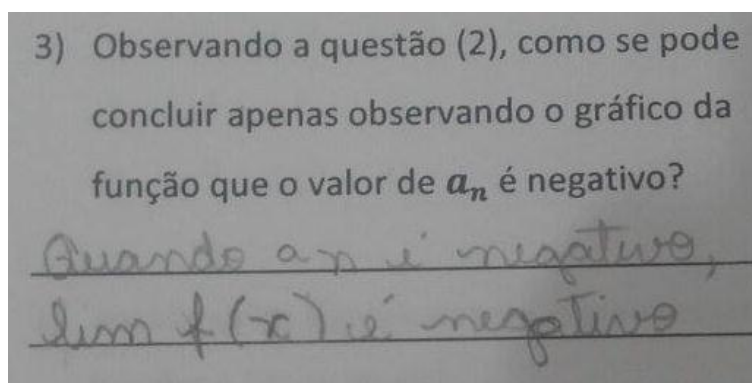 3) Observando a questão (2), como se pode
concluir apenas observando o gráfico da
função que o valor de aₙ é negativo?
Quando an é negativo,
lim f(x) é negativo